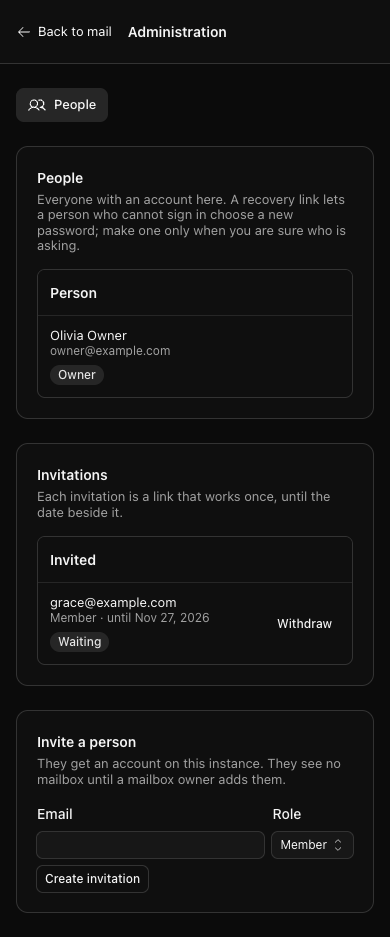 Back to mail Administration
People
People
Everyone with an account here. A recovery link lets
a person who cannot sign in choose a new
password; make one only when you are sure who is
asking.
Person
Olivia Owner
owner@example.com
Owner
Invitations
Each invitation is a link that works once, until the
date beside it.
Invited
grace@example.com
Member · until Nov 27, 2026
Withdraw
Waiting
Invite a person
They get an account on this instance. They see no
mailbox until a mailbox owner adds them.
Email Role
Member
Create invitation